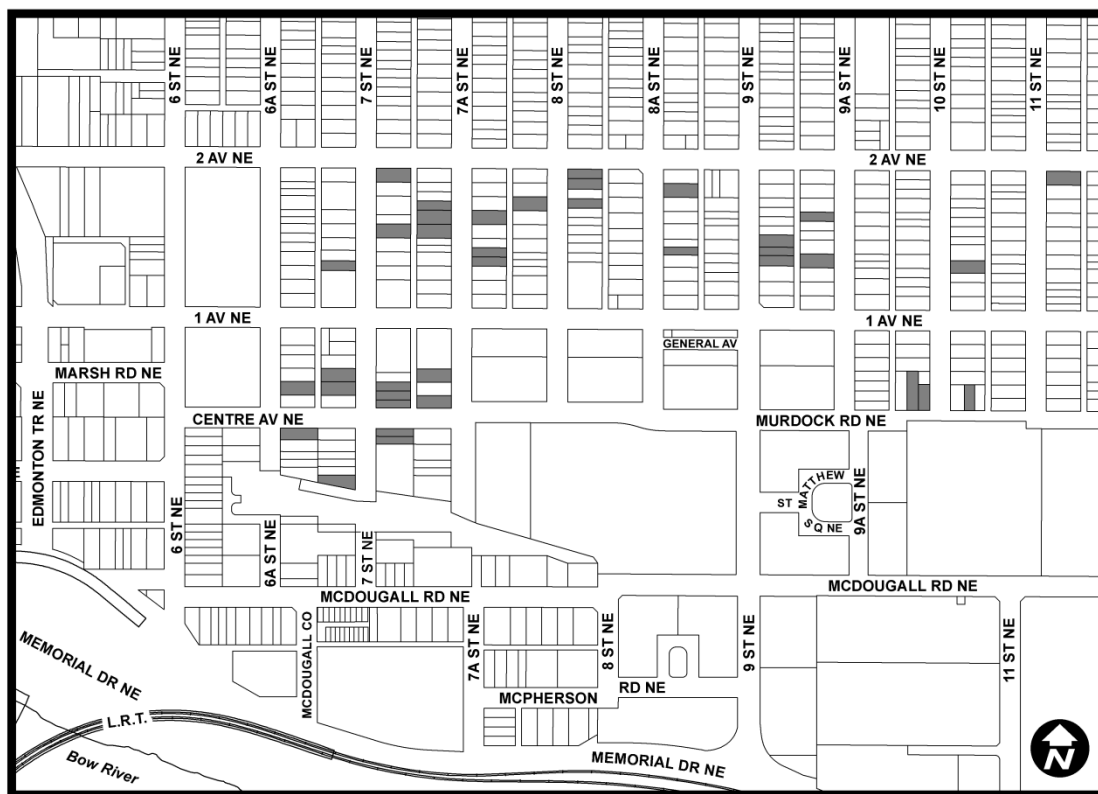 6 ST NE
6A ST NE
7 ST NE
7A ST NE
8 ST NE
8A ST NE
9 ST NE
9A ST NE
10 ST NE
11 ST NE
2 AV NE
2 AV NE
1 AV NE
1 AV NE
GENERAL AV
MARSH RD NE
EDMONTON TR NE
CENTRE AV NE
MURDOCK RD NE
MATTHEW
ST
SQ NE
9A ST NE
6 ST NE
6A ST NE
7 ST NE
MCDOUGALL RD NE
MCDOUGALL RD NE
MCDOUGALL CO
7A ST NE
8 ST NE
9 ST NE
11 ST NE
MEMORIAL DR NE
MCPHERSON RD NE
L.R.T.
Bow River
MEMORIAL DR NE
N